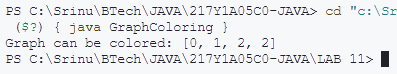 PS C:\Srinu\BTech\JAVA\217Y1A05C0-JAVA> cd "c:\Sr
($?) { java GraphColoring }
Graph can be colored: [0, 1, 2, 2]
PS C:\Srinu\BTech\JAVA\217Y1A05C0-JAVA\LAB 11>